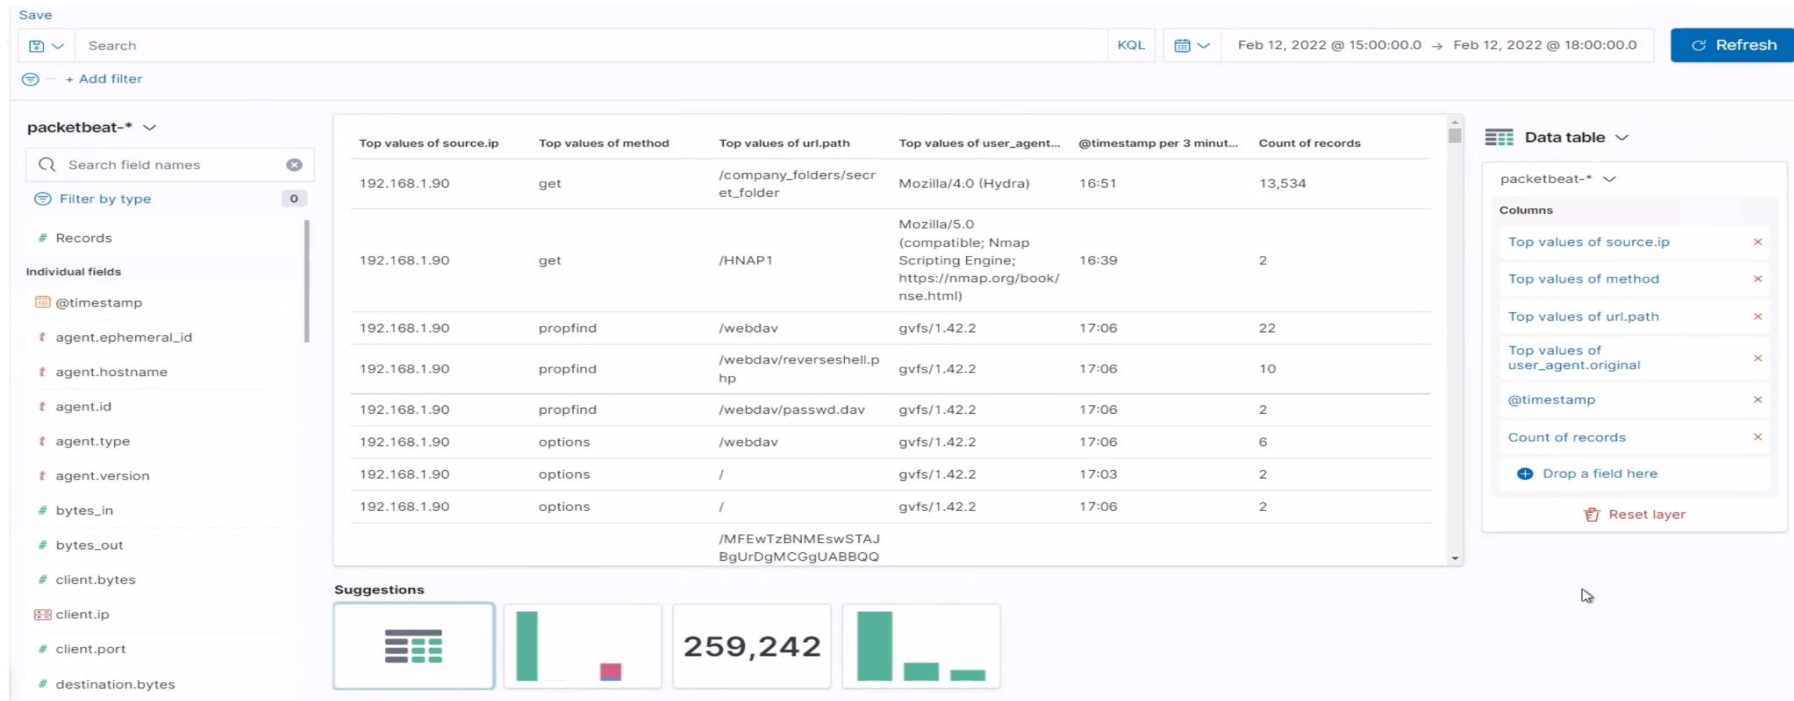 Save
Search KQL Feb 12, 2022 @ 15:00:00.0 → Feb 12, 2022 @ 18:00:00.0 Refresh
+ Add filter
packetbeat-*
Search field names
Filter by type 0
Records
Individual fields
@timestamp
agent.ephemeral_id
agent.hostname
agent.id
agent.type
agent.version
bytes_in
bytes_out
client.bytes
client.ip
client.port
destination.bytes
Top values of source.ip Top values of method Top values of url.path Top values of user_agent... @timestamp per 3 minut... Count of records
192.168.1.90 get /company_folders/secr
et_folder Mozilla/4.0 (Hydra) 16:51 13,534
192.168.1.90 get /HNAP1 Mozilla/5.0
(compatible; Nmap
Scripting Engine;
https://nmap.org/book/
nse.html) 16:39 2
192.168.1.90 propfind /webdav gvfs/1.42.2 17:06 22
192.168.1.90 propfind /webdav/reverseshell.p
hp gvfs/1.42.2 17:06 10
192.168.1.90 propfind /webdav/passwd.dav gvfs/1.42.2 17:06 2
192.168.1.90 options /webdav gvfs/1.42.2 17:06 6
192.168.1.90 options / gvfs/1.42.2 17:03 2
192.168.1.90 options / gvfs/1.42.2 17:06 2
/MFEwTzBNMEswSTAJ
BgUrDgMCGgUABBQQ
Suggestions
259,242
Data table
packetbeat-*
Columns
Top values of source.ip
Top values of method
Top values of url.path
Top values of
user_agent.original
@timestamp
Count of records
Drop a field here
Reset layer